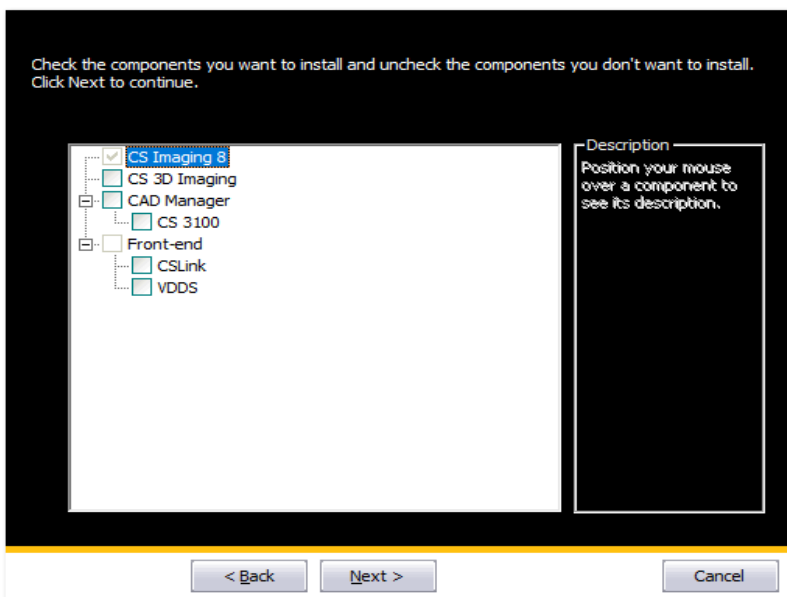 Check the components you want to install and uncheck the components you don't want to install.
Click Next to continue.
CS Imaging 8
CS 3D Imaging
CAD Manager
CS 3100
Front-end
CSLink
VDDS
Description
Position your mouse
over a component to
see its description.
< Back
Next >
Cancel